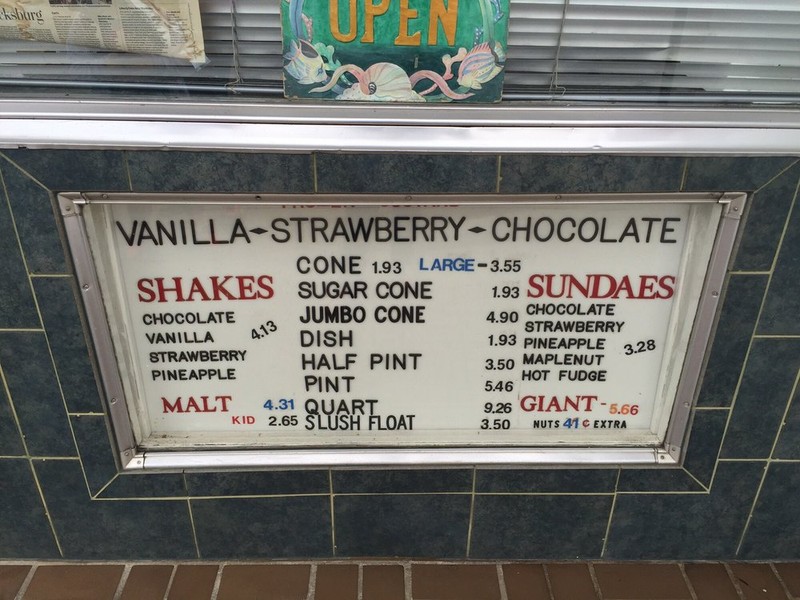 cksburg
OPEN
VANILLA - STRAWBERRY - CHOCOLATE
CONE 1.93 LARGE - 3.55
SUGAR CONE 1.93
JUMBO CONE 4.90
DISH 1.93
HALF PINT 3.50
PINT 5.46
QUART 9.26
SLUSH FLOAT 3.50
SHAKES
CHOCOLATE
VANILLA 4.13
STRAWBERRY
PINEAPPLE
MALT 4.31
KID 2.65
SUNDAES
CHOCOLATE
STRAWBERRY
PINEAPPLE 3.28
MAPLENUT
HOT FUDGE
GIANT - 5.66
NUTS 41¢ EXTRA